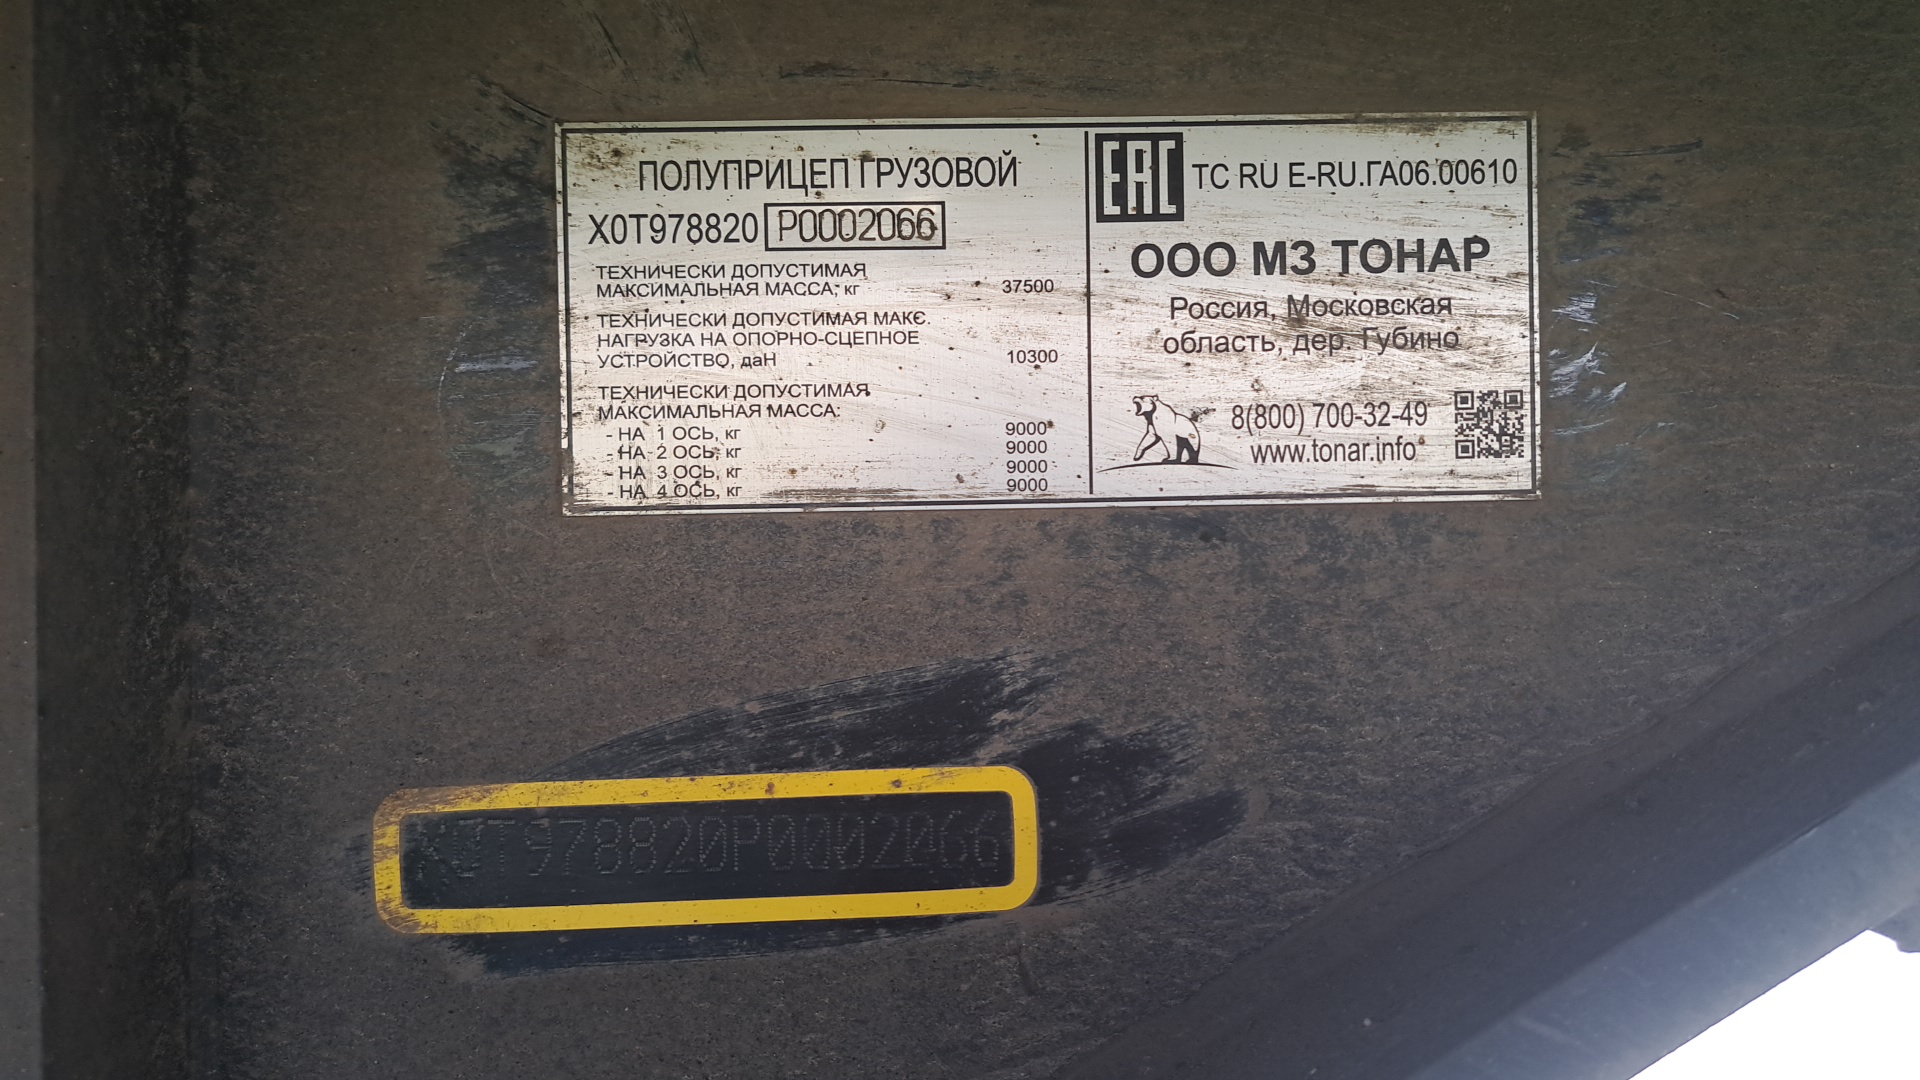 ПОЛУПРИЦЕП ГРУЗОВОЙ
X0T978820 P0002066
ТЕХНИЧЕСКИ ДОПУСТИМАЯ
МАКСИМАЛЬНАЯ МАССА, кг 37500
ТЕХНИЧЕСКИ ДОПУСТИМАЯ МАКС.
НАГРУЗКА НА ОПОРНО-СЦЕПНОЕ
УСТРОЙСТВО, даН 10300
ТЕХНИЧЕСКИ ДОПУСТИМАЯ
МАКСИМАЛЬНАЯ МАССА:
- НА 1 ОСЬ, кг 9000
- НА 2 ОСЬ, кг 9000
- НА 3 ОСЬ, кг 9000
- НА 4 ОСЬ, кг 9000
EAC TC RU E-RU.ГА06.00610
ООО МЗ ТОНАР
Россия, Московская
область, дер. Губино
8(800) 700-32-49
www.tonar.info
X0T978820P0002066